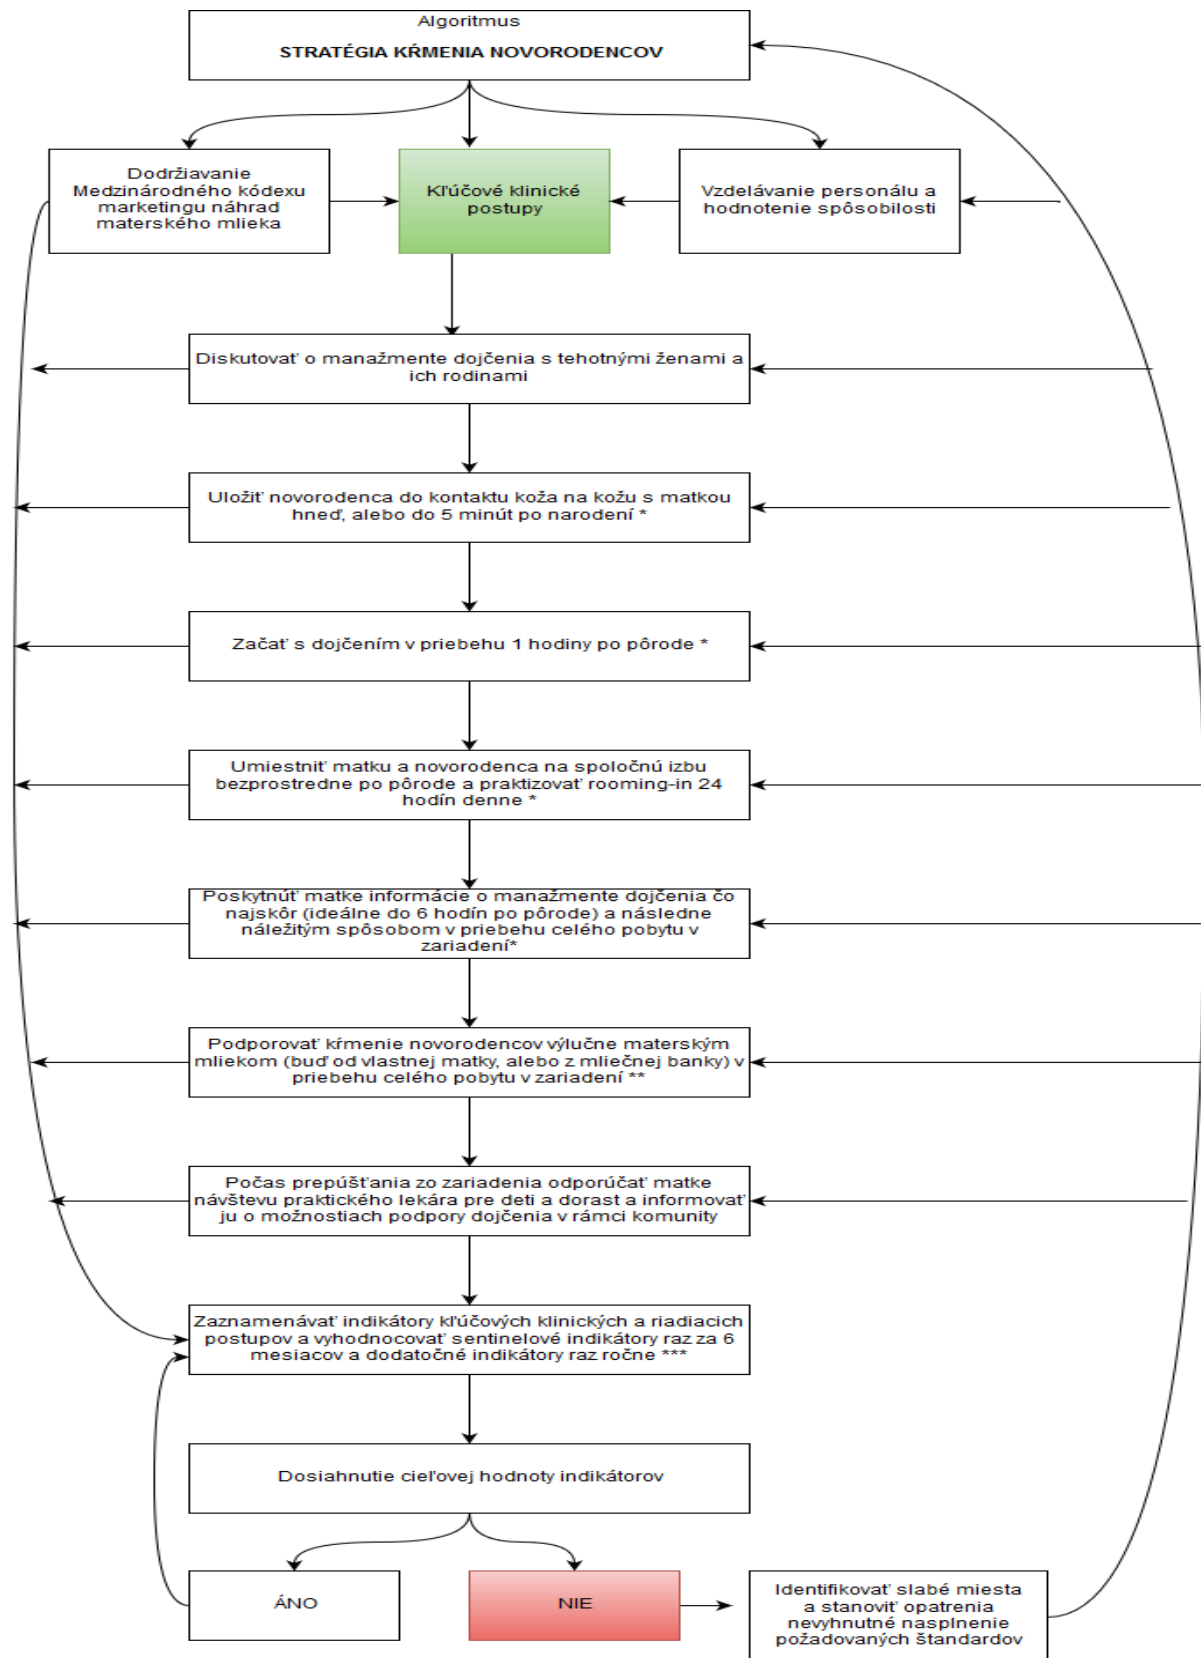 Algoritmus
STRATÉGIA KŔMENIA NOVORODENCOV
Dodržiavanie
Medzinárodného kódexu
marketingu náhrad
materského mlieka
Kľúčové klinické
postupy
Vzdelávanie personálu a
hodnotenie spôsobilosti
Diskutovať o manažmente dojčenia s tehotnými ženami a
ich rodinami
Uložiť novorodenca do kontaktu koža na kožu s matkou
hneď, alebo do 5 minút po narodení *
Začať s dojčením v priebehu 1 hodiny po pôrode *
Umiestniť matku a novorodenca na spoločnú izbu
bezprostredne po pôrode a praktizovať rooming-in 24
hodín denne *
Poskytnúť matke informácie o manažmente dojčenia čo
najskôr (ideálne do 6 hodín po pôrode) a následne
náležitým spôsobom v priebehu celého pobytu v
zariadení*
Podporovať kŕmenie novorodencov výlučne materským
mliekom (buď od vlastnej matky, alebo z mliečnej banky) v
priebehu celého pobytu v zariadení **
Počas prepúšťania zo zariadenia odporúčať matke
návštevu praktického lekára pre deti a dorast a informovať
ju o možnostiach podpory dojčenia v rámci komunity
Zaznamenávať indikátory kľúčových klinických a riadiacich
postupov a vyhodnocovať sentinelové indikátory raz za 6
mesiacov a dodatočné indikátory raz ročne ***
Dosiahnutie cieľovej hodnoty indikátorov
ÁNO
NIE
Identifikovať slabé miesta
a stanoviť opatrenia
nevyhnutné nasplnenie
požadovaných štandardov